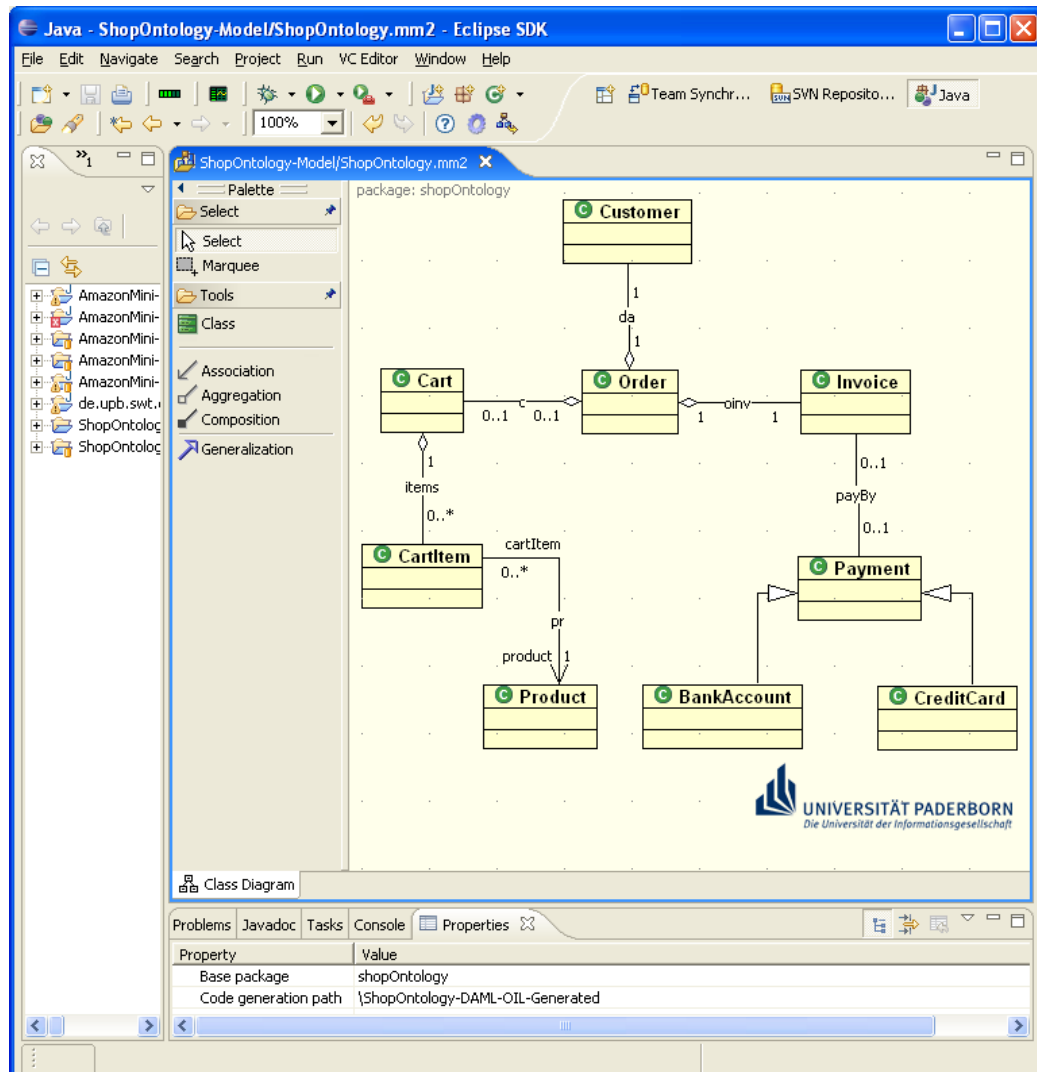 Java - ShopOntology-Model/ShopOntology.mm2 - Eclipse SDK
File Edit Navigate Search Project Run VC Editor Window Help
Team Synchr... SVN Reposito... Java
100%
1 ShopOntology-Model/ShopOntology.mm2
Palette
Select
Select
Marquee
Tools
Class
Association
Aggregation
Composition
Generalization
AmazonMini-
AmazonMini-
AmazonMini-
AmazonMini-
AmazonMini-
de.upb.swt.
ShopOntolog
ShopOntolog
package: shopOntology
Customer
1
da
1
Cart
0..1 c 0..1
Order
1 oinv 1
Invoice
1
items
0..*
0..1
payBy
0..1
CartItem
cartItem
0..*
pr
product 1
Payment
Product
BankAccount
CreditCard
UNIVERSITÄT PADERBORN
Die Universität der Informationsgesellschaft
Class Diagram
Problems Javadoc Tasks Console Properties
Property Value
Base package shopOntology
Code generation path \ShopOntology-DAML-OIL-Generated